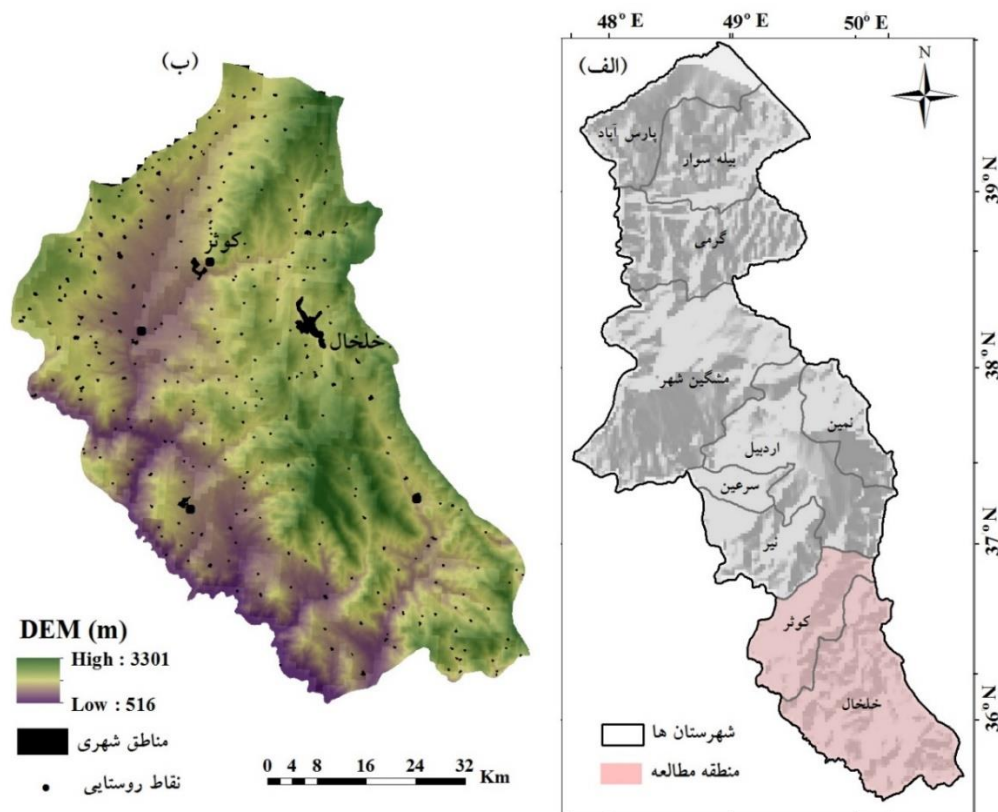 48° E 49° E 50° E
(الف)
N
پارس آباد
بیله سوار
39° N
گرمی
38° N
مشگین شهر
نمین
اردبیل
سرعین
37° N
نیر
کوثر
36° N
خلخال
شهرستان ها
منطقه مطالعه
(ب)
کوثر
خلخال
DEM (m)
High : 3301
Low : 516
مناطق شهری
نقاط روستایی
0 4 8 16 24 32
Km